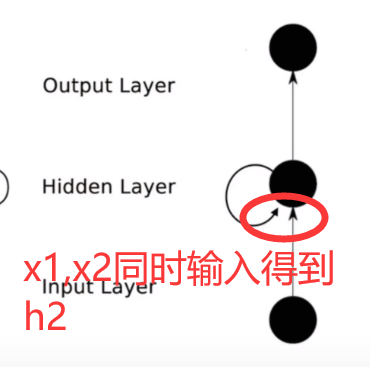 Output Layer
Hidden Layer
x1,x2同时输入得到
Input Layer
h2